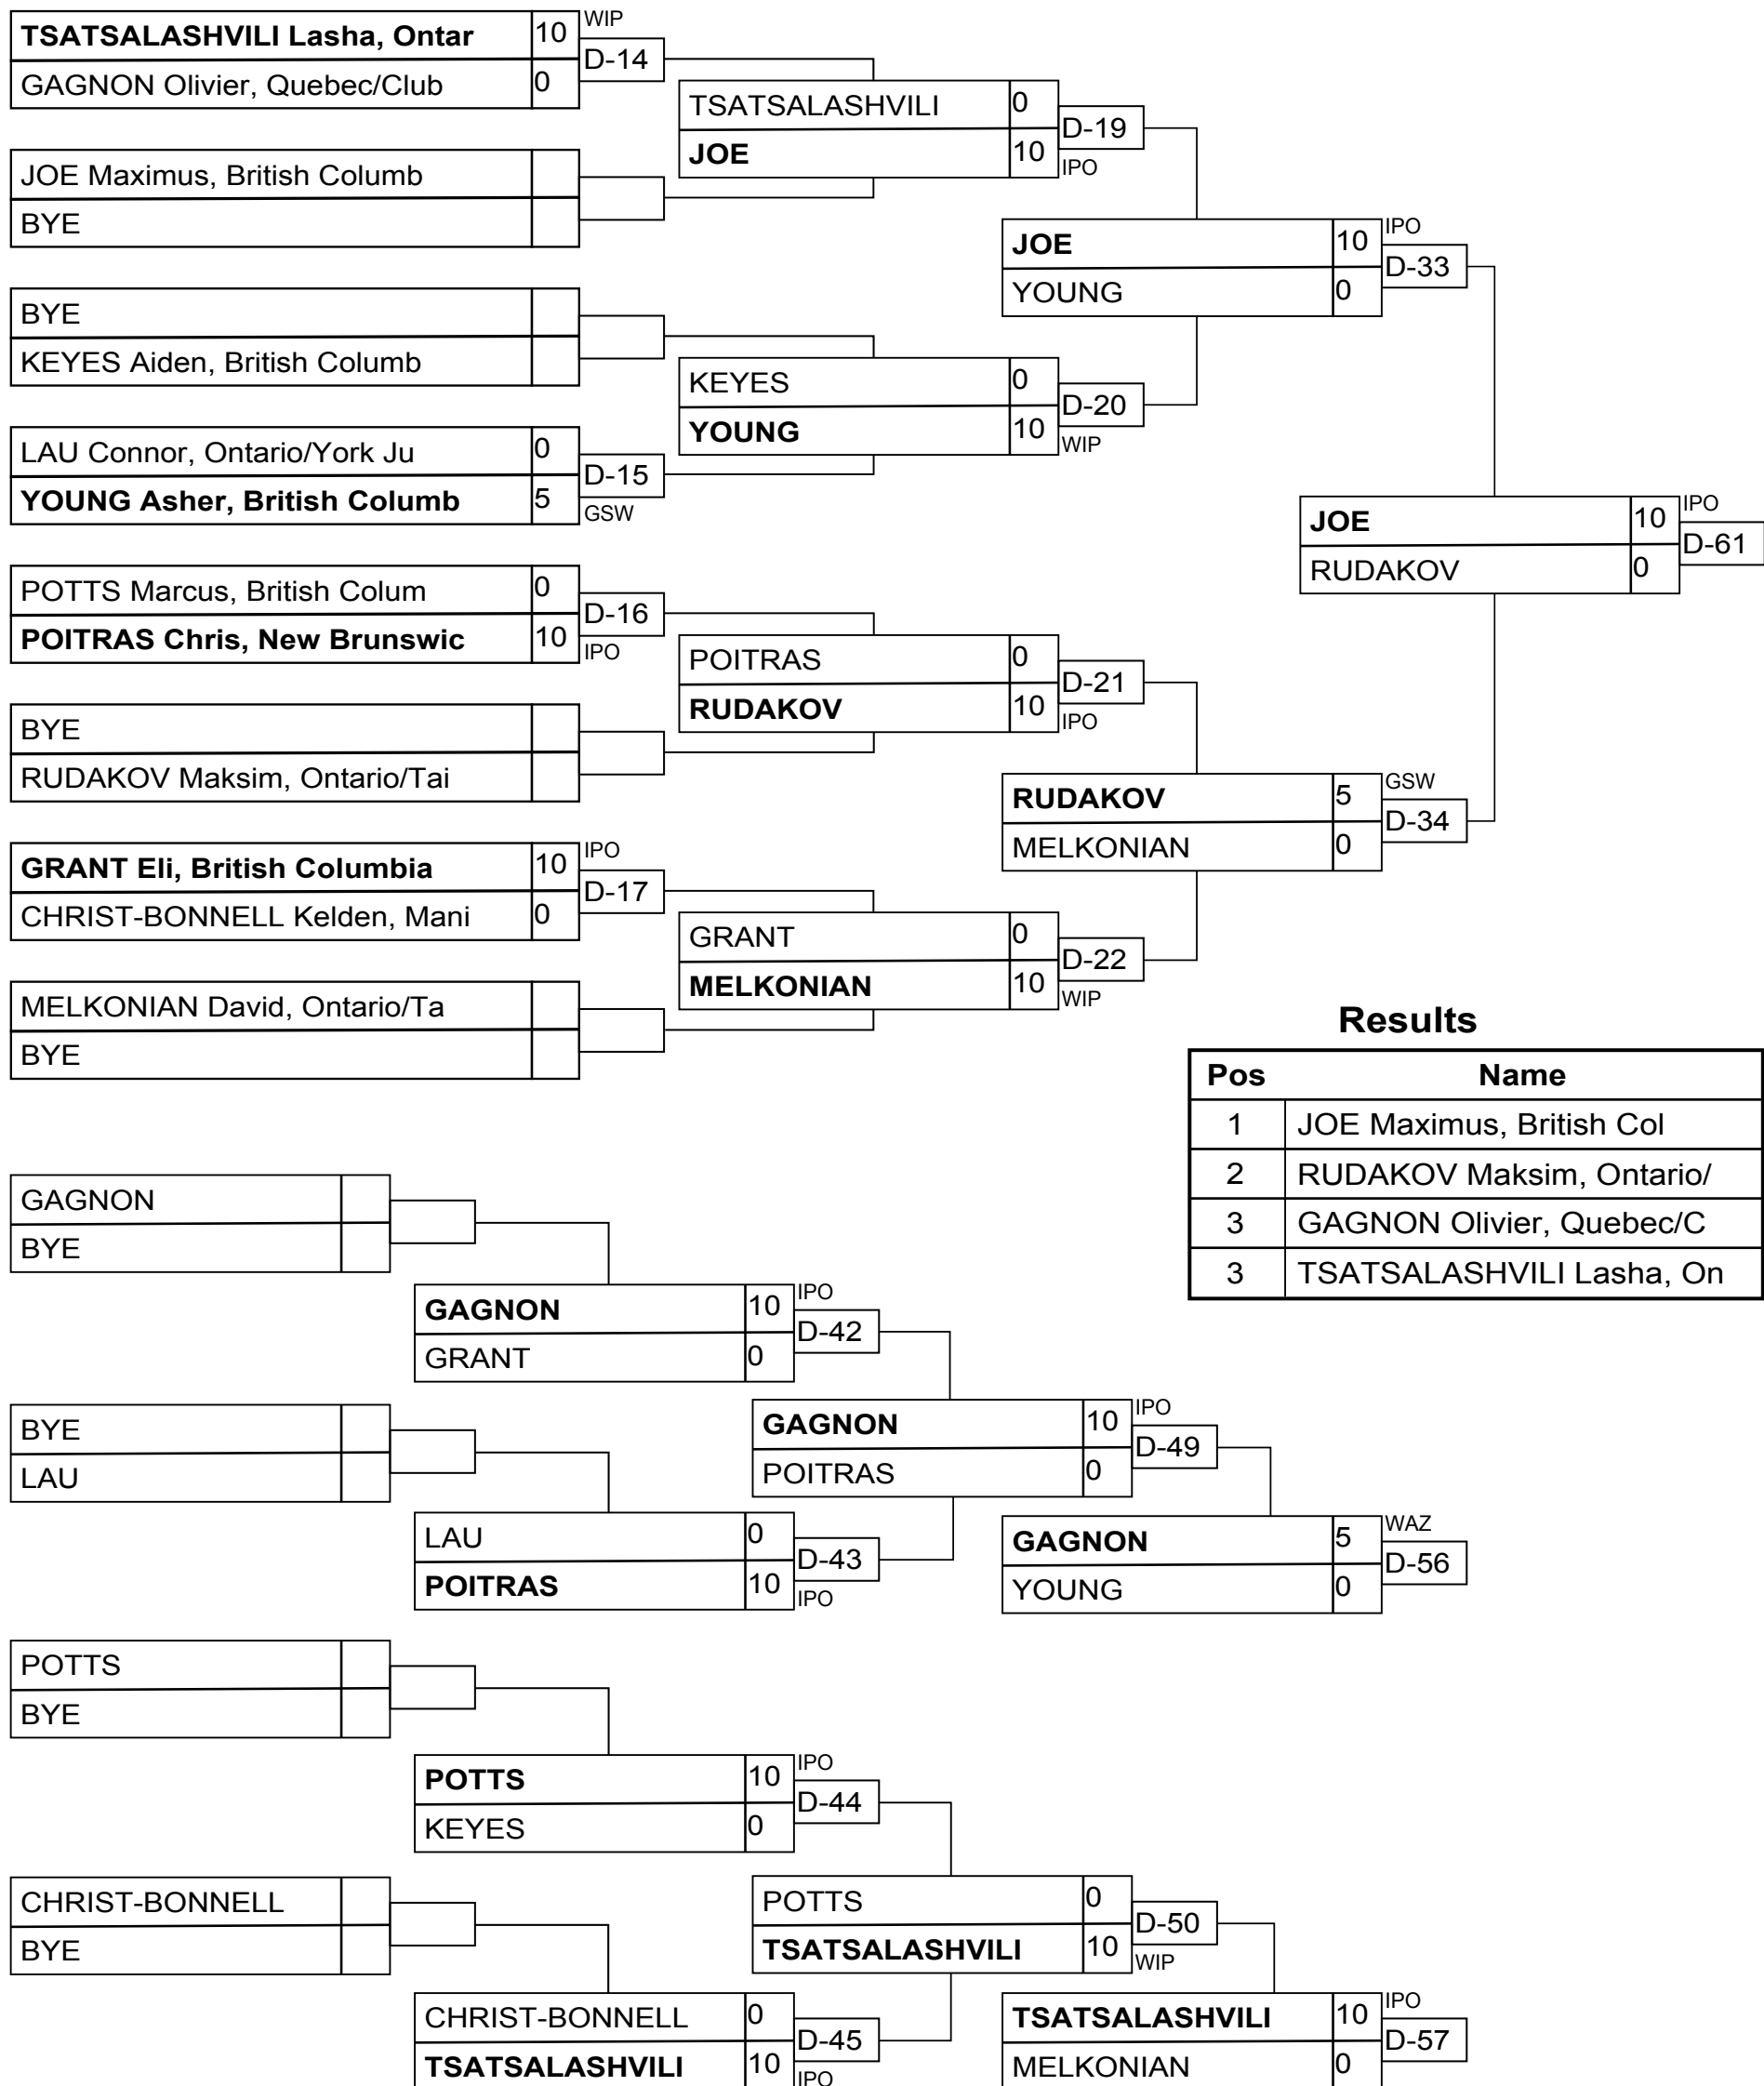 TSATSALASHVILI Lasha, Ontar 10 WIP
GAGNON Olivier, Quebec/Club 0
D-14
JOE Maximus, British Columb
BYE
TSATSALASHVILI 0
JOE 10
D-19
IPO
BYE
KEYES Aiden, British Columb
LAU Connor, Ontario/York Ju 0
YOUNG Asher, British Columb 5
D-15
GSW
KEYES 0
YOUNG 10
D-20
WIP
JOE 10 IPO
YOUNG 0
D-33
POTTS Marcus, British Colum 0
POITRAS Chris, New Brunswic 10
D-16
IPO
BYE
RUDAKOV Maksim, Ontario/Tai
POITRAS 0
RUDAKOV 10
D-21
IPO
GRANT Eli, British Columbia 10 IPO
CHRIST-BONNELL Kelden, Mani 0
D-17
MELKONIAN David, Ontario/Ta
BYE
GRANT 0
MELKONIAN 10
D-22
WIP
RUDAKOV 5 GSW
MELKONIAN 0
D-34
JOE 10 IPO
RUDAKOV 0
D-61
Results
Pos Name
1 JOE Maximus, British Col
2 RUDAKOV Maksim, Ontario/
3 GAGNON Olivier, Quebec/C
3 TSATSALASHVILI Lasha, On
GAGNON
BYE
GAGNON 10 IPO
GRANT 0
D-42
BYE
LAU
LAU 0
POITRAS 10
D-43
IPO
GAGNON 10 IPO
POITRAS 0
D-49
GAGNON 5 WAZ
YOUNG 0
D-56
POTTS
BYE
POTTS 10 IPO
KEYES 0
D-44
CHRIST-BONNELL
BYE
CHRIST-BONNELL 0
TSATSALASHVILI 10
D-45
IPO
POTTS 0
TSATSALASHVILI 10
D-50
WIP
TSATSALASHVILI 10 IPO
MELKONIAN 0
D-57